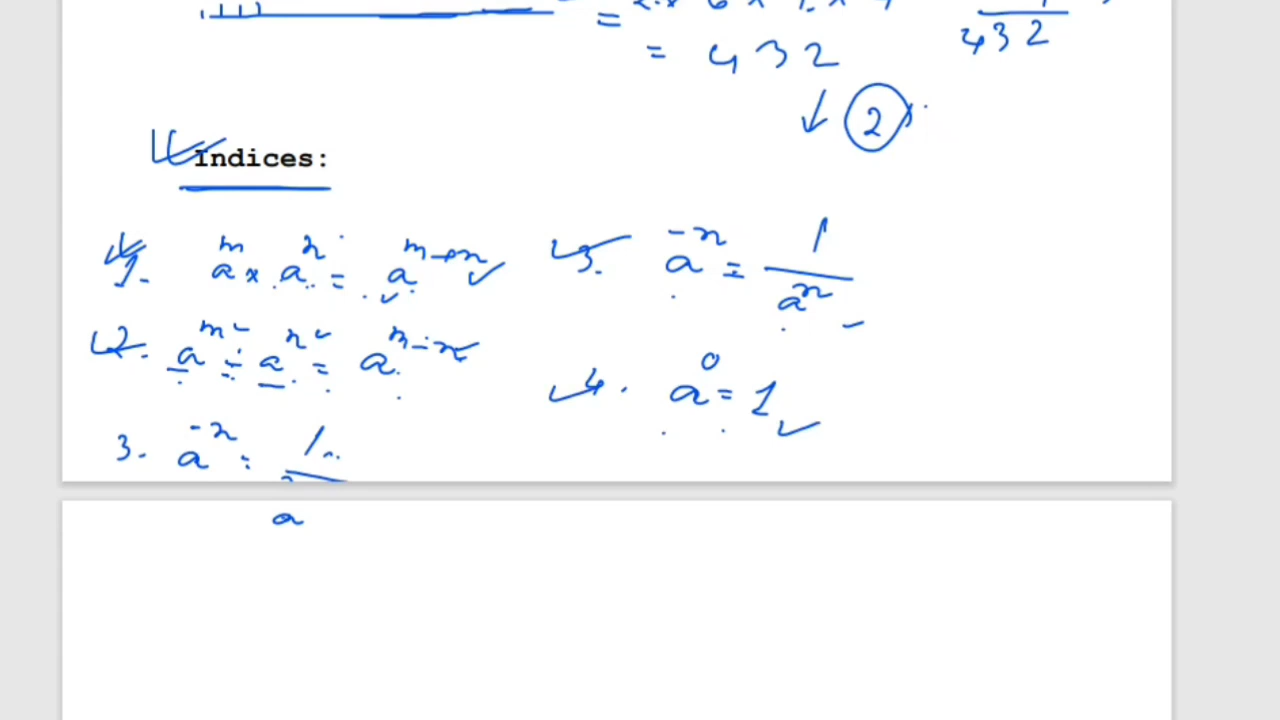 = 432
432
↓ 2
Indices:
1. a^m × a^n = a^(m+n)
2. a^m ÷ a^n = a^(m-n)
3. a^-n = 1/a
3. a^-n = 1/a^n
4. a^0 = 1